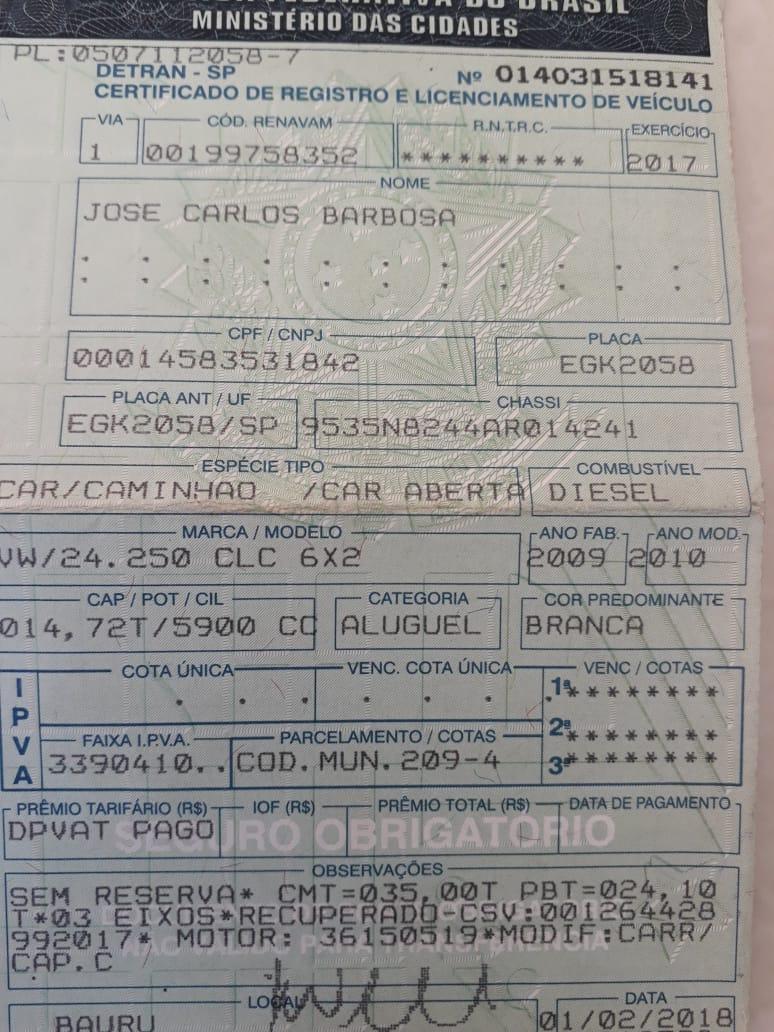 DO BRASIL
MINISTÉRIO DAS CIDADES
PL:0507112058-7
DETRAN - SP
Nº 014031518141
CERTIFICADO DE REGISTRO E LICENCIAMENTO DE VEÍCULO
VIA CÓD. RENAVAM R.N.T.R.C. EXERCÍCIO
1 00199758352 ********** 2017
NOME
JOSE CARLOS BARBOSA
CPF / CNPJ PLACA
00014583531842 EGK2058
PLACA ANT / UF CHASSI
EGK2058/SP 9535N8244AR014241
ESPÉCIE TIPO COMBUSTÍVEL
CAR/CAMINHAO /CAR ABERTA DIESEL
MARCA / MODELO ANO FAB. ANO MOD.
VW/24.250 CLC 6X2 2009 2010
CAP / POT / CIL CATEGORIA COR PREDOMINANTE
014,72T/5900 CC ALUGUEL BRANCA
IPVA
COTA ÚNICA VENC. COTA ÚNICA VENC / COTAS
1ª ********
FAIXA I.P.V.A. PARCELAMENTO / COTAS 2ª ********
3390410.. COD.MUN.209-4 3ª ********
PRÊMIO TARIFÁRIO (R$) IOF (R$) PRÊMIO TOTAL (R$) DATA DE PAGAMENTO
DPVAT PAGO
SEGURO OBRIGATÓRIO
OBSERVAÇÕES
SEM RESERVA* CMT=035,00T PBT=024,10
T*03 EIXOS*RECUPERADO-CSV:001264428
992017* MOTOR: 36150519*MODIF:CARR/
CAP.C
NÃO VÁLIDO PARA TRANSFERÊNCIA
LOCAL DATA
BAURU 01/02/2018